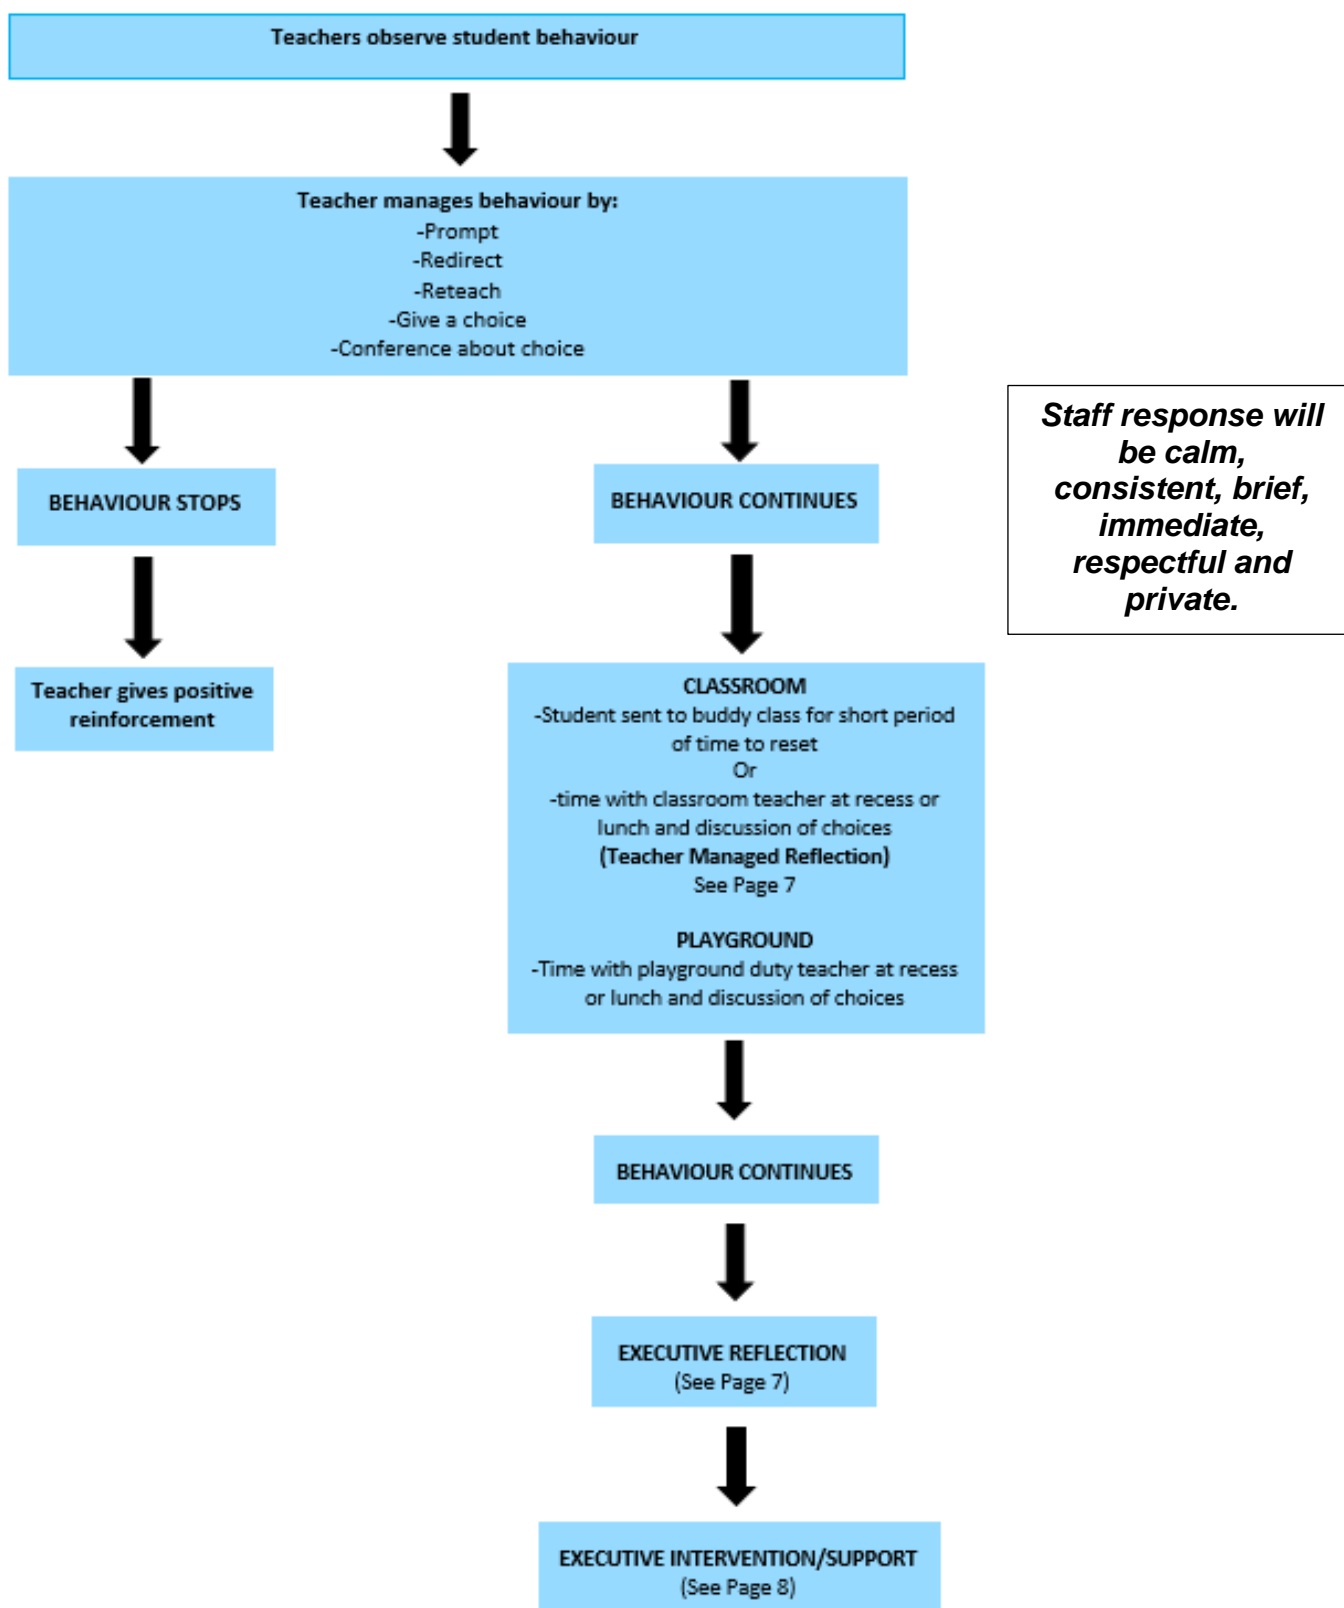 Teachers observe student behaviour
Teacher manages behaviour by:
-Prompt
-Redirect
-Reteach
-Give a choice
-Conference about choice
BEHAVIOUR STOPS
BEHAVIOUR CONTINUES
Staff response will
be calm,
consistent, brief,
immediate,
respectful and
private.
Teacher gives positive
reinforcement
CLASSROOM
-Student sent to buddy class for short period
of time to reset
Or
-time with classroom teacher at recess or
lunch and discussion of choices
(Teacher Managed Reflection)
See Page 7
PLAYGROUND
-Time with playground duty teacher at recess
or lunch and discussion of choices
BEHAVIOUR CONTINUES
EXECUTIVE REFLECTION
(See Page 7)
EXECUTIVE INTERVENTION/SUPPORT
(See Page 8)